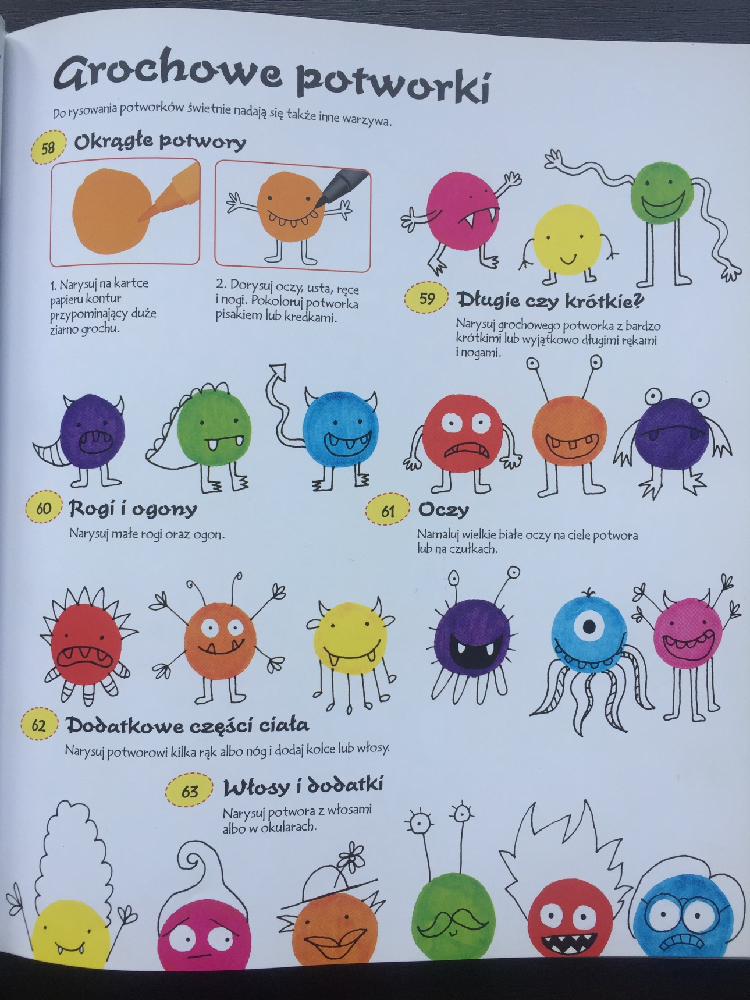 Grochowe potworki
Do rysowania potworków świetnie nadają się także inne warzywa.
58
Okrągłe potwory
1. Narysuj na kartce
papieru kontur
przypominający duże
ziarno grochu.
2. Dorysuj oczy, usta, ręce
i nogi. Pokoloruj potworka
pisakiem lub kredkami.
59
Długie czy krótkie?
Narysuj grochowego potworka z bardzo
krótkimi lub wyjątkowo długimi rękami
i nogami.
60
Rogi i ogony
Narysuj małe rogi oraz ogon.
61
Oczy
Namaluj wielkie białe oczy na ciele potwora
lub na czułkach.
62
Dodatkowe części ciała
Narysuj potworowi kilka rąk albo nóg i dodaj kolce lub włosy.
63
Włosy i dodatki
Narysuj potwora z włosami
albo w okularach.